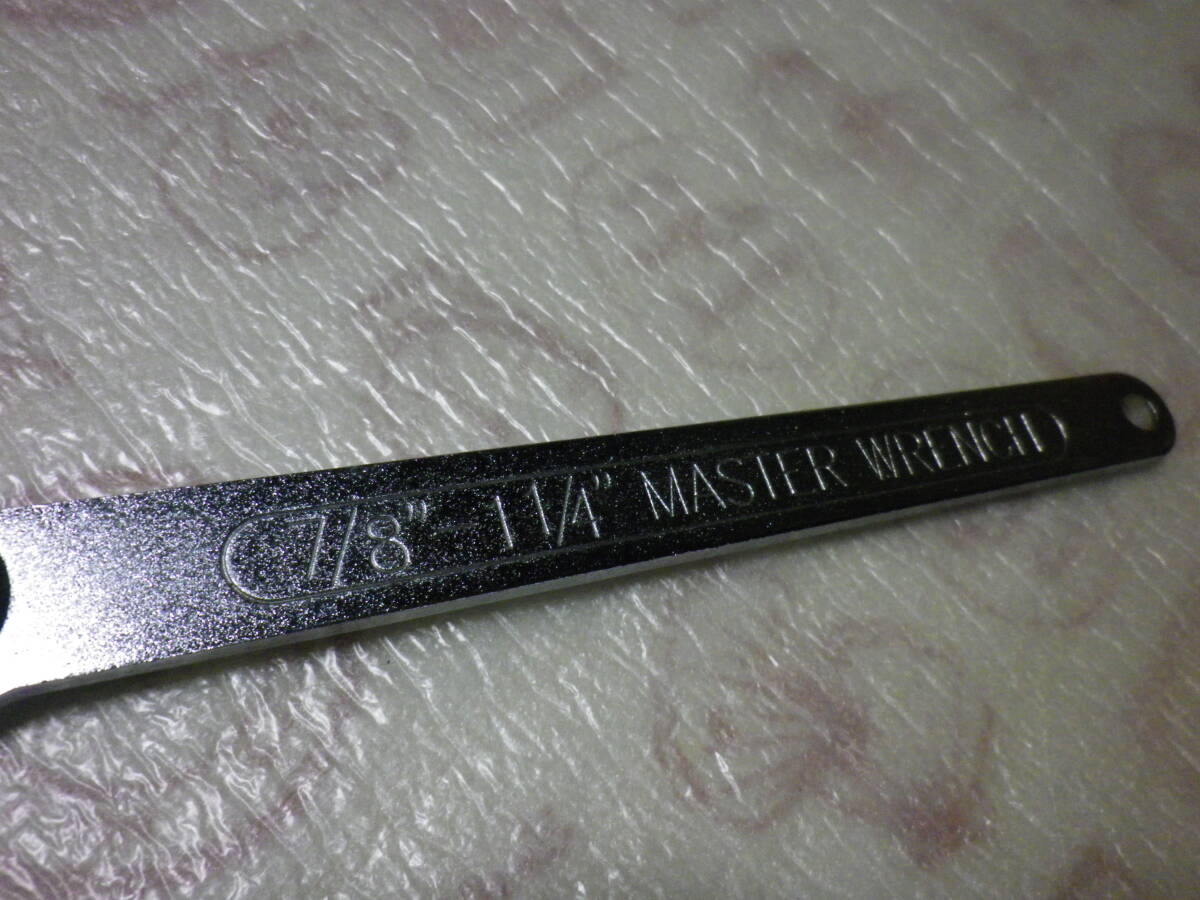 7/8"-1 1/4" MASTER WRENCH